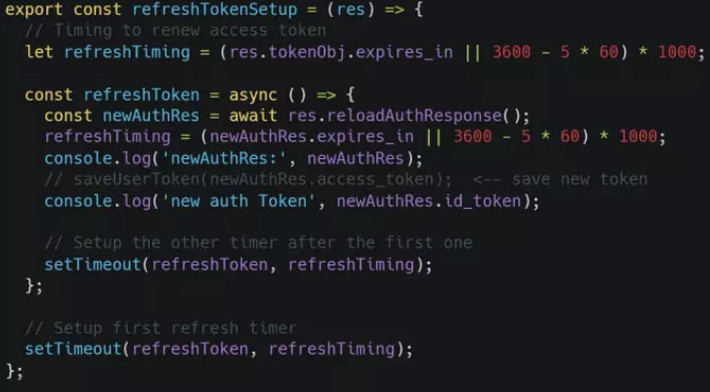 export const refreshTokenSetup = (res) => {
// Timing to renew access token
let refreshTiming = (res.tokenObj.expires_in || 3600 - 5 * 60) * 1000;
const refreshToken = async () => {
const newAuthRes = await res.reloadAuthResponse();
refreshTiming = (newAuthRes.expires_in || 3600 - 5 * 60) * 1000;
console.log('newAuthRes:', newAuthRes);
// saveUserToken(newAuthRes.access_token);  <-- save new token
console.log('new auth Token', newAuthRes.id_token);
// Setup the other timer after the first one
setTimeout(refreshToken, refreshTiming);
};
// Setup first refresh timer
setTimeout(refreshToken, refreshTiming);
};